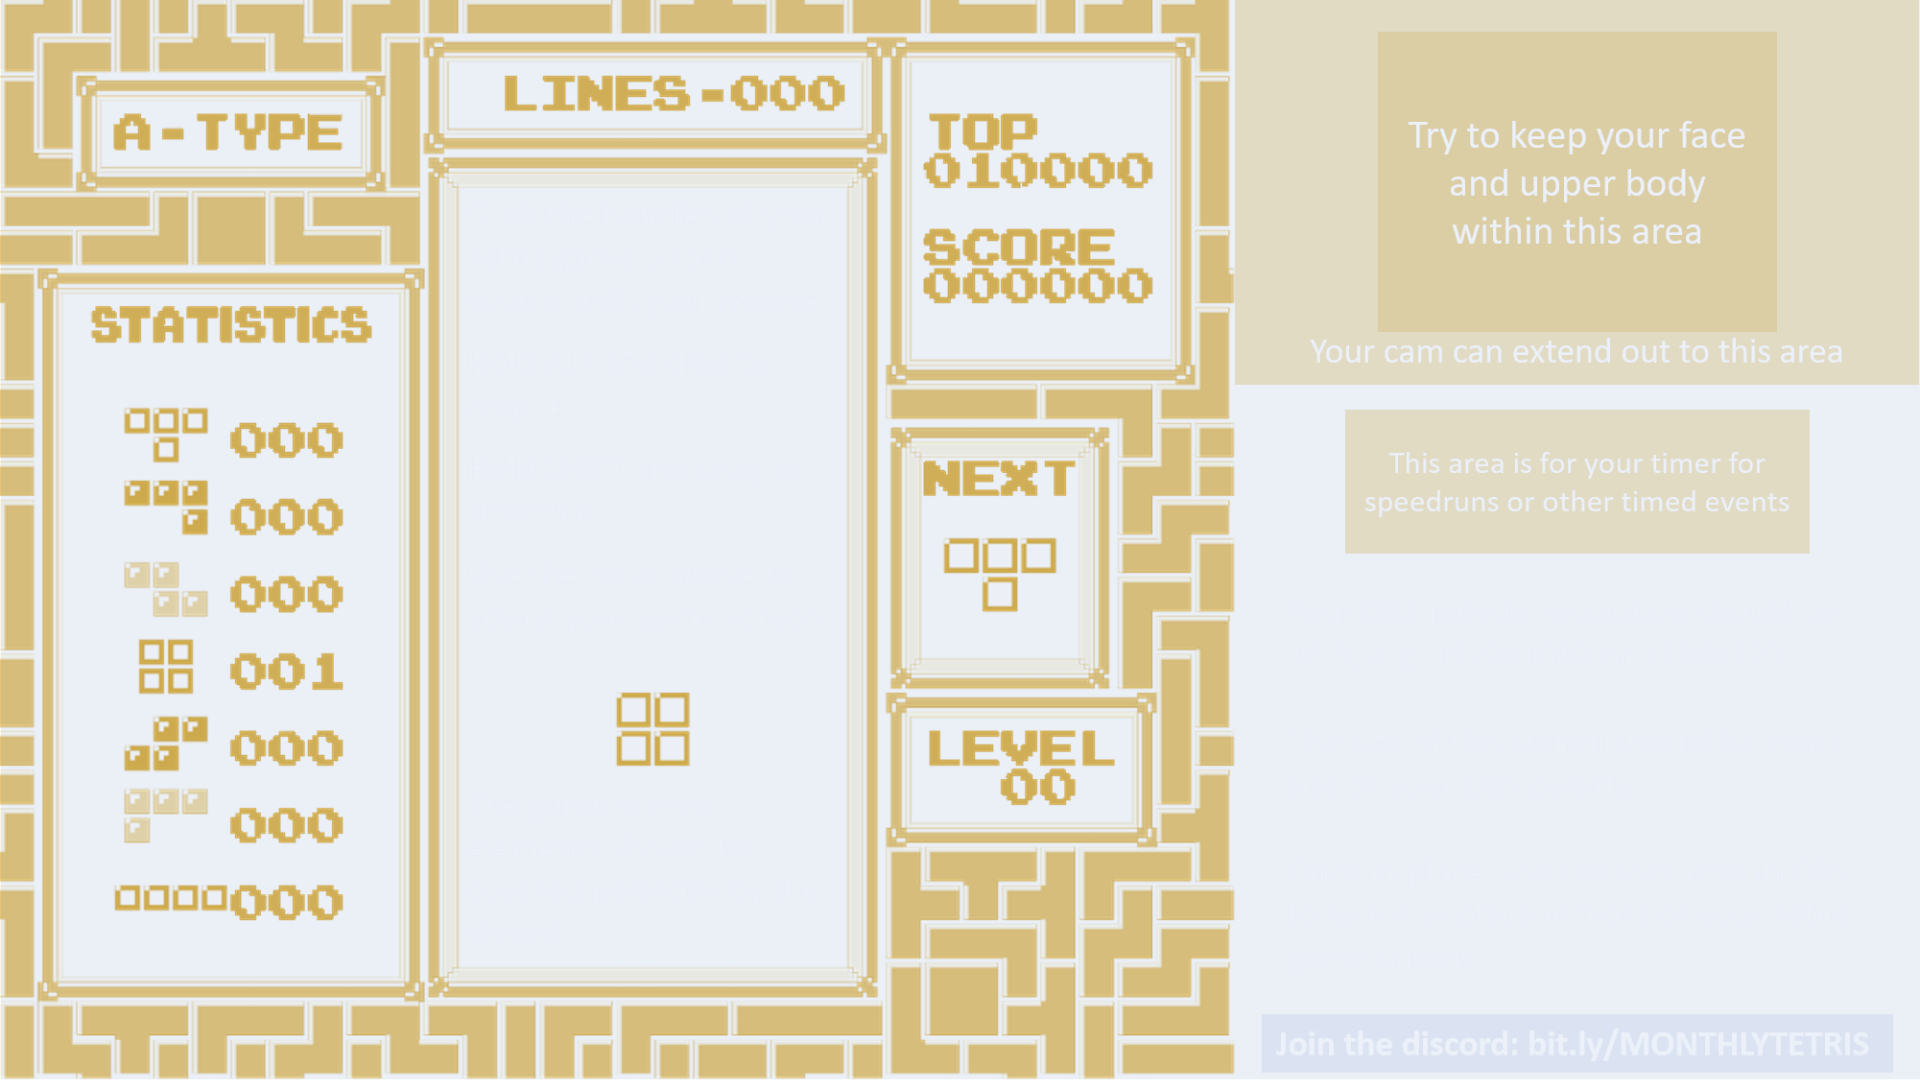 A-TYPE
LINES-000
TOP
010000
SCORE
000000
STATISTICS
000
000
000
001
000
000
000
NEXT
LEVEL
00
Try to keep your face
and upper body
within this area
Your cam can extend out to this area
This area is for your timer for
speedruns or other timed events
Join the discord: bit.ly/MONTHLYTETRIS